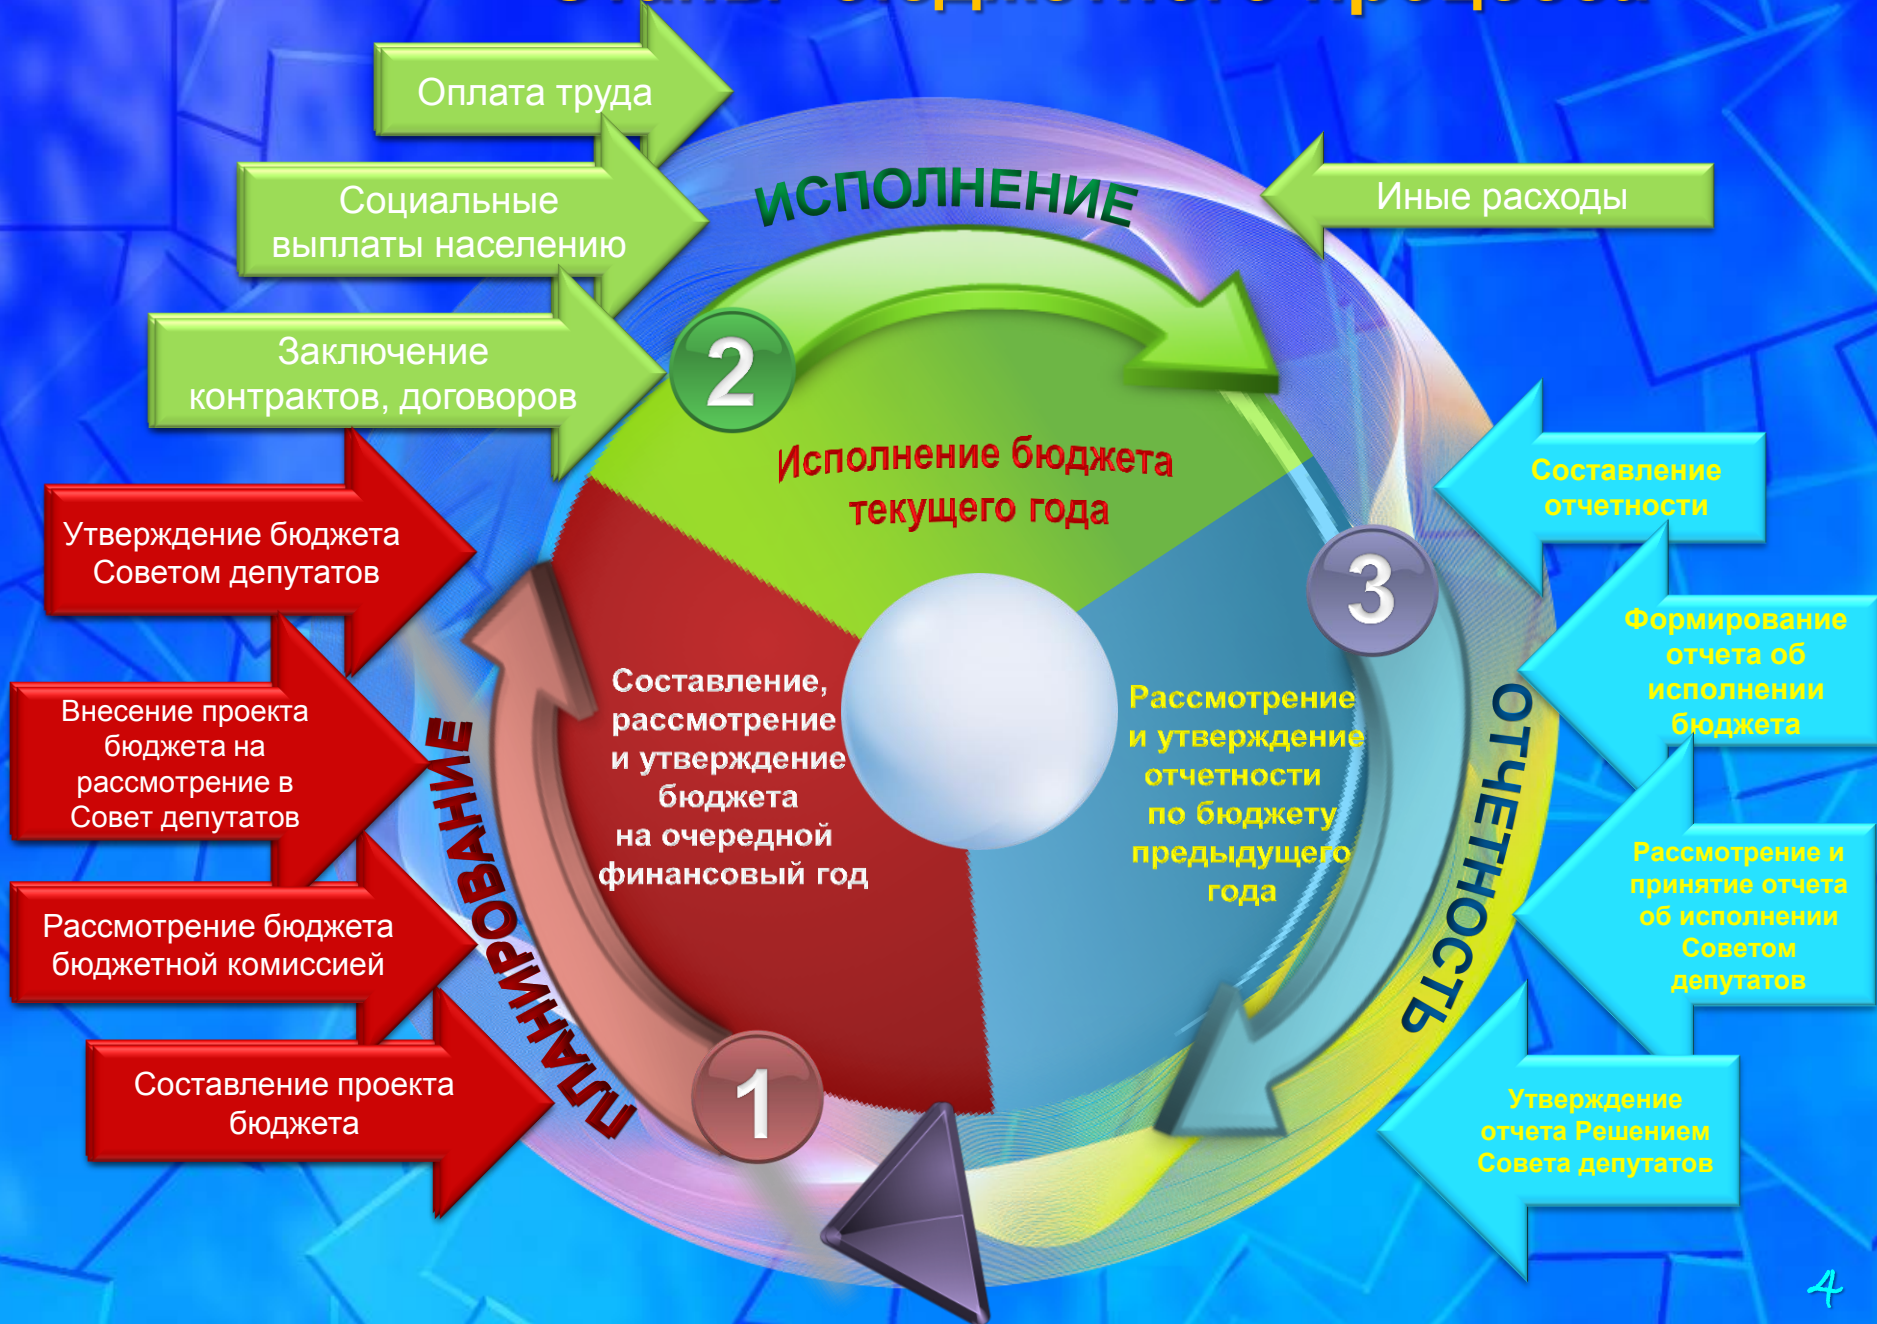 Этапы бюджетного процесса
Оплата труда
Социальные
выплаты населению
Заключение
контрактов, договоров
Иные расходы
ИСПОЛНЕНИЕ
2
Исполнение бюджета
текущего года
Утверждение бюджета
Советом депутатов
Внесение проекта
бюджета на
рассмотрение в
Совет депутатов
Рассмотрение бюджета
бюджетной комиссией
Составление проекта
бюджета
ПЛАНИРОВАНИЕ
1
Составление,
рассмотрение
и утверждение
бюджета
на очередной
финансовый год
3
Рассмотрение
и утверждение
отчетности
по бюджету
предыдущего
года
ОТЧЕТНОСТЬ
Составление
отчетности
Формирование
отчета об
исполнении
бюджета
Рассмотрение и
принятие отчета
об исполнении
Советом
депутатов
Утверждение
отчета Решением
Совета депутатов
4